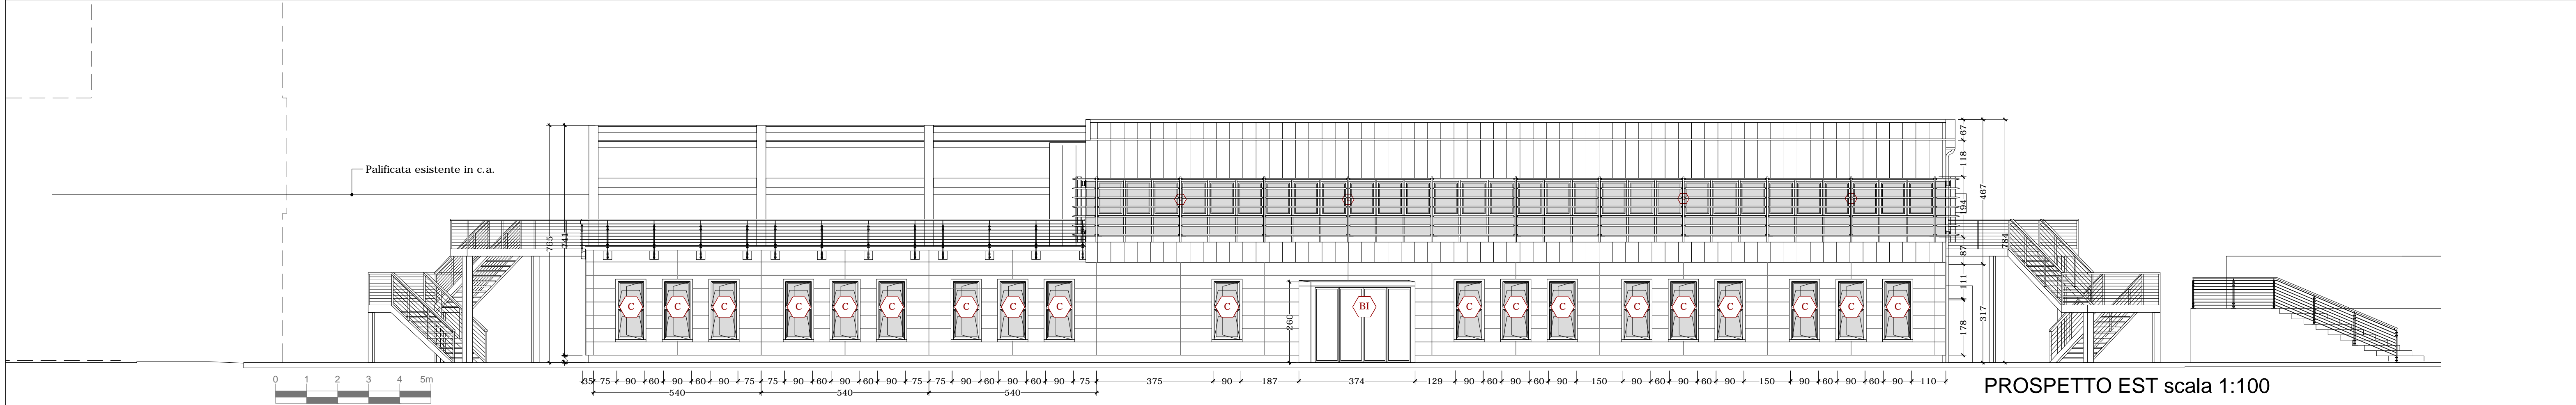 Palificata esistente in c.a.
765
741
67
118
467
194
784
87
111
317
178
260
C C C C C C C C C C BI C C C C C C C C C
35 75 90 60 90 60 90 75 75 90 60 90 60 90 75 75 90 60 90 60 90 75 375 90 187 374 129 90 60 90 60 90 150 90 60 90 60 90 150 90 60 90 60 90 110
540 540 540
0 1 2 3 4 5m
PROSPETTO EST scala 1:100